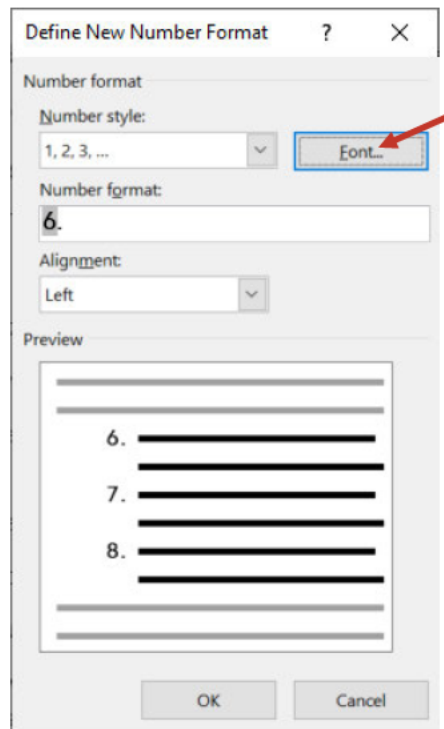 Define New Number Format ? ×
Number format
Number style:
1, 2, 3, ...
Font...
Number format:
6.
Alignment:
Left
Preview
6.
7.
8.
OK Cancel